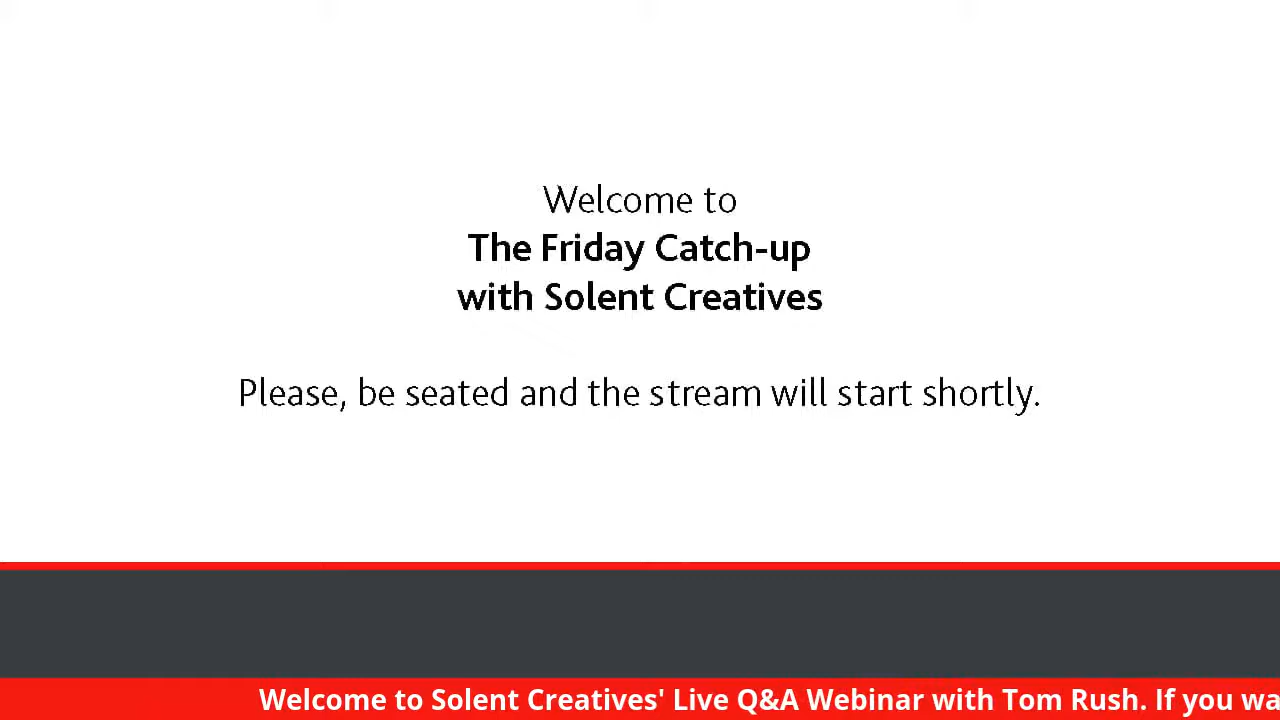 Welcome to
The Friday Catch-up
with Solent Creatives
Please, be seated and the stream will start shortly.
Welcome to Solent Creatives' Live Q&A Webinar with Tom Rush. If you